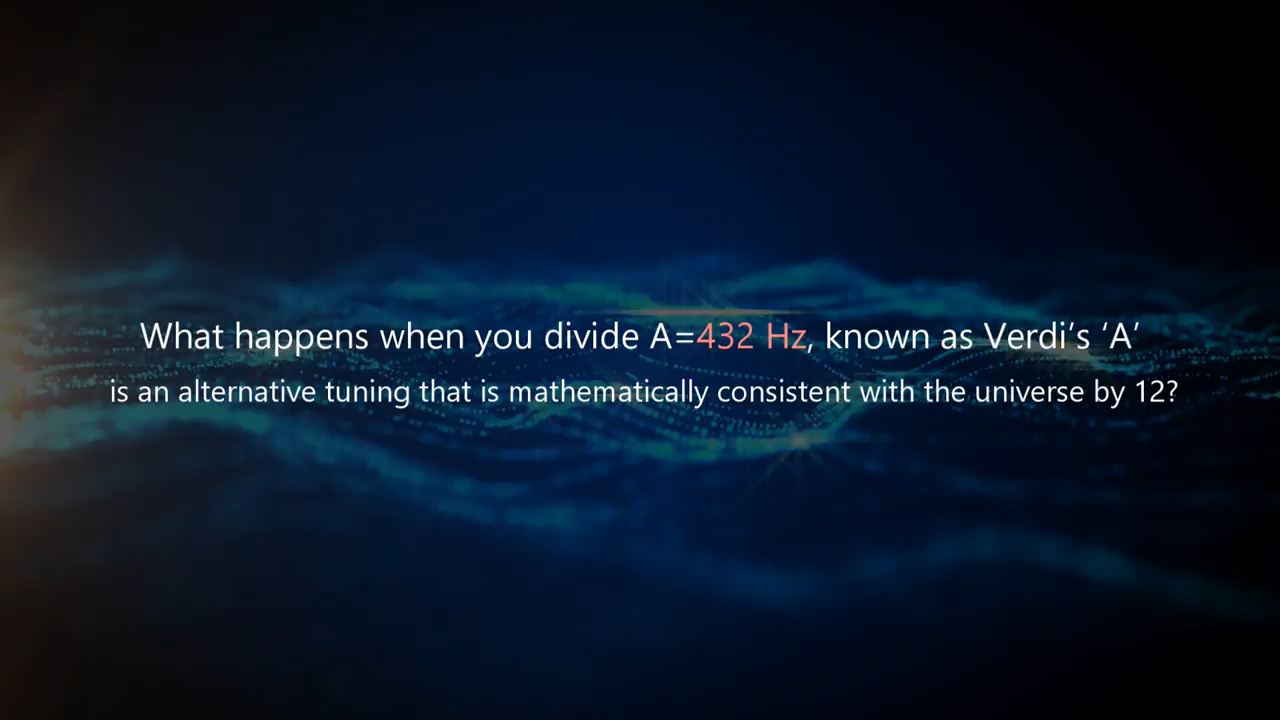 What happens when you divide A=432 Hz, known as Verdi’s ‘A’
is an alternative tuning that is mathematically consistent with the universe by 12?